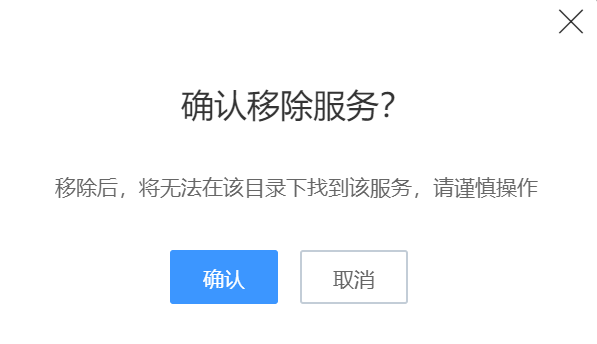 确认移除服务？
移除后，将无法在该目录下找到该服务，请谨慎操作
确认
取消